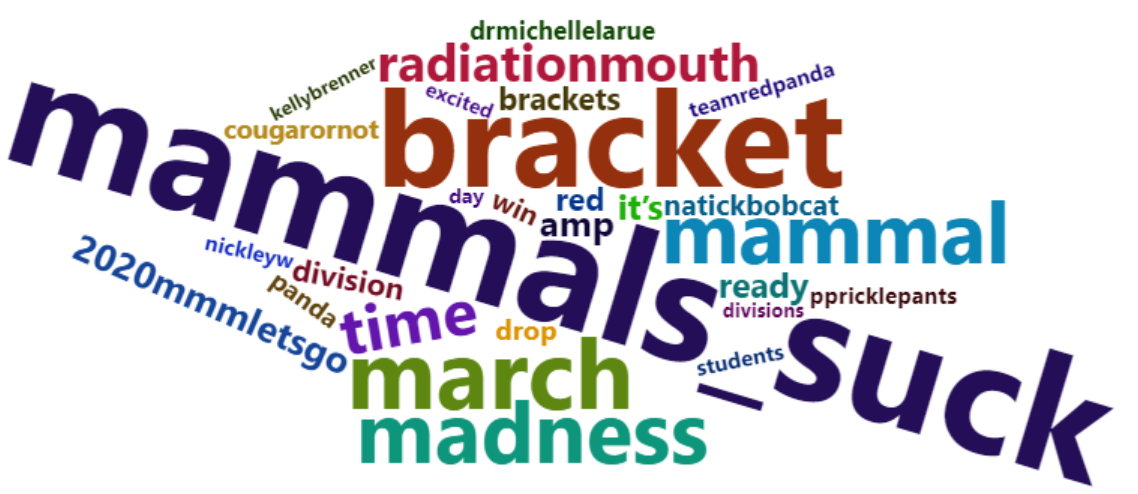 drmichellelarue
radiationmouth
kellybrenner
excited
brackets
teamredpanda
cougarornot
bracket
mammals_suck
day
win
red
it's
natickbobcat
amp
mammal
2020mmmletsgo
nickleyw
division
panda
ready
ppricklepants
divisions
time
drop
students
march
madness